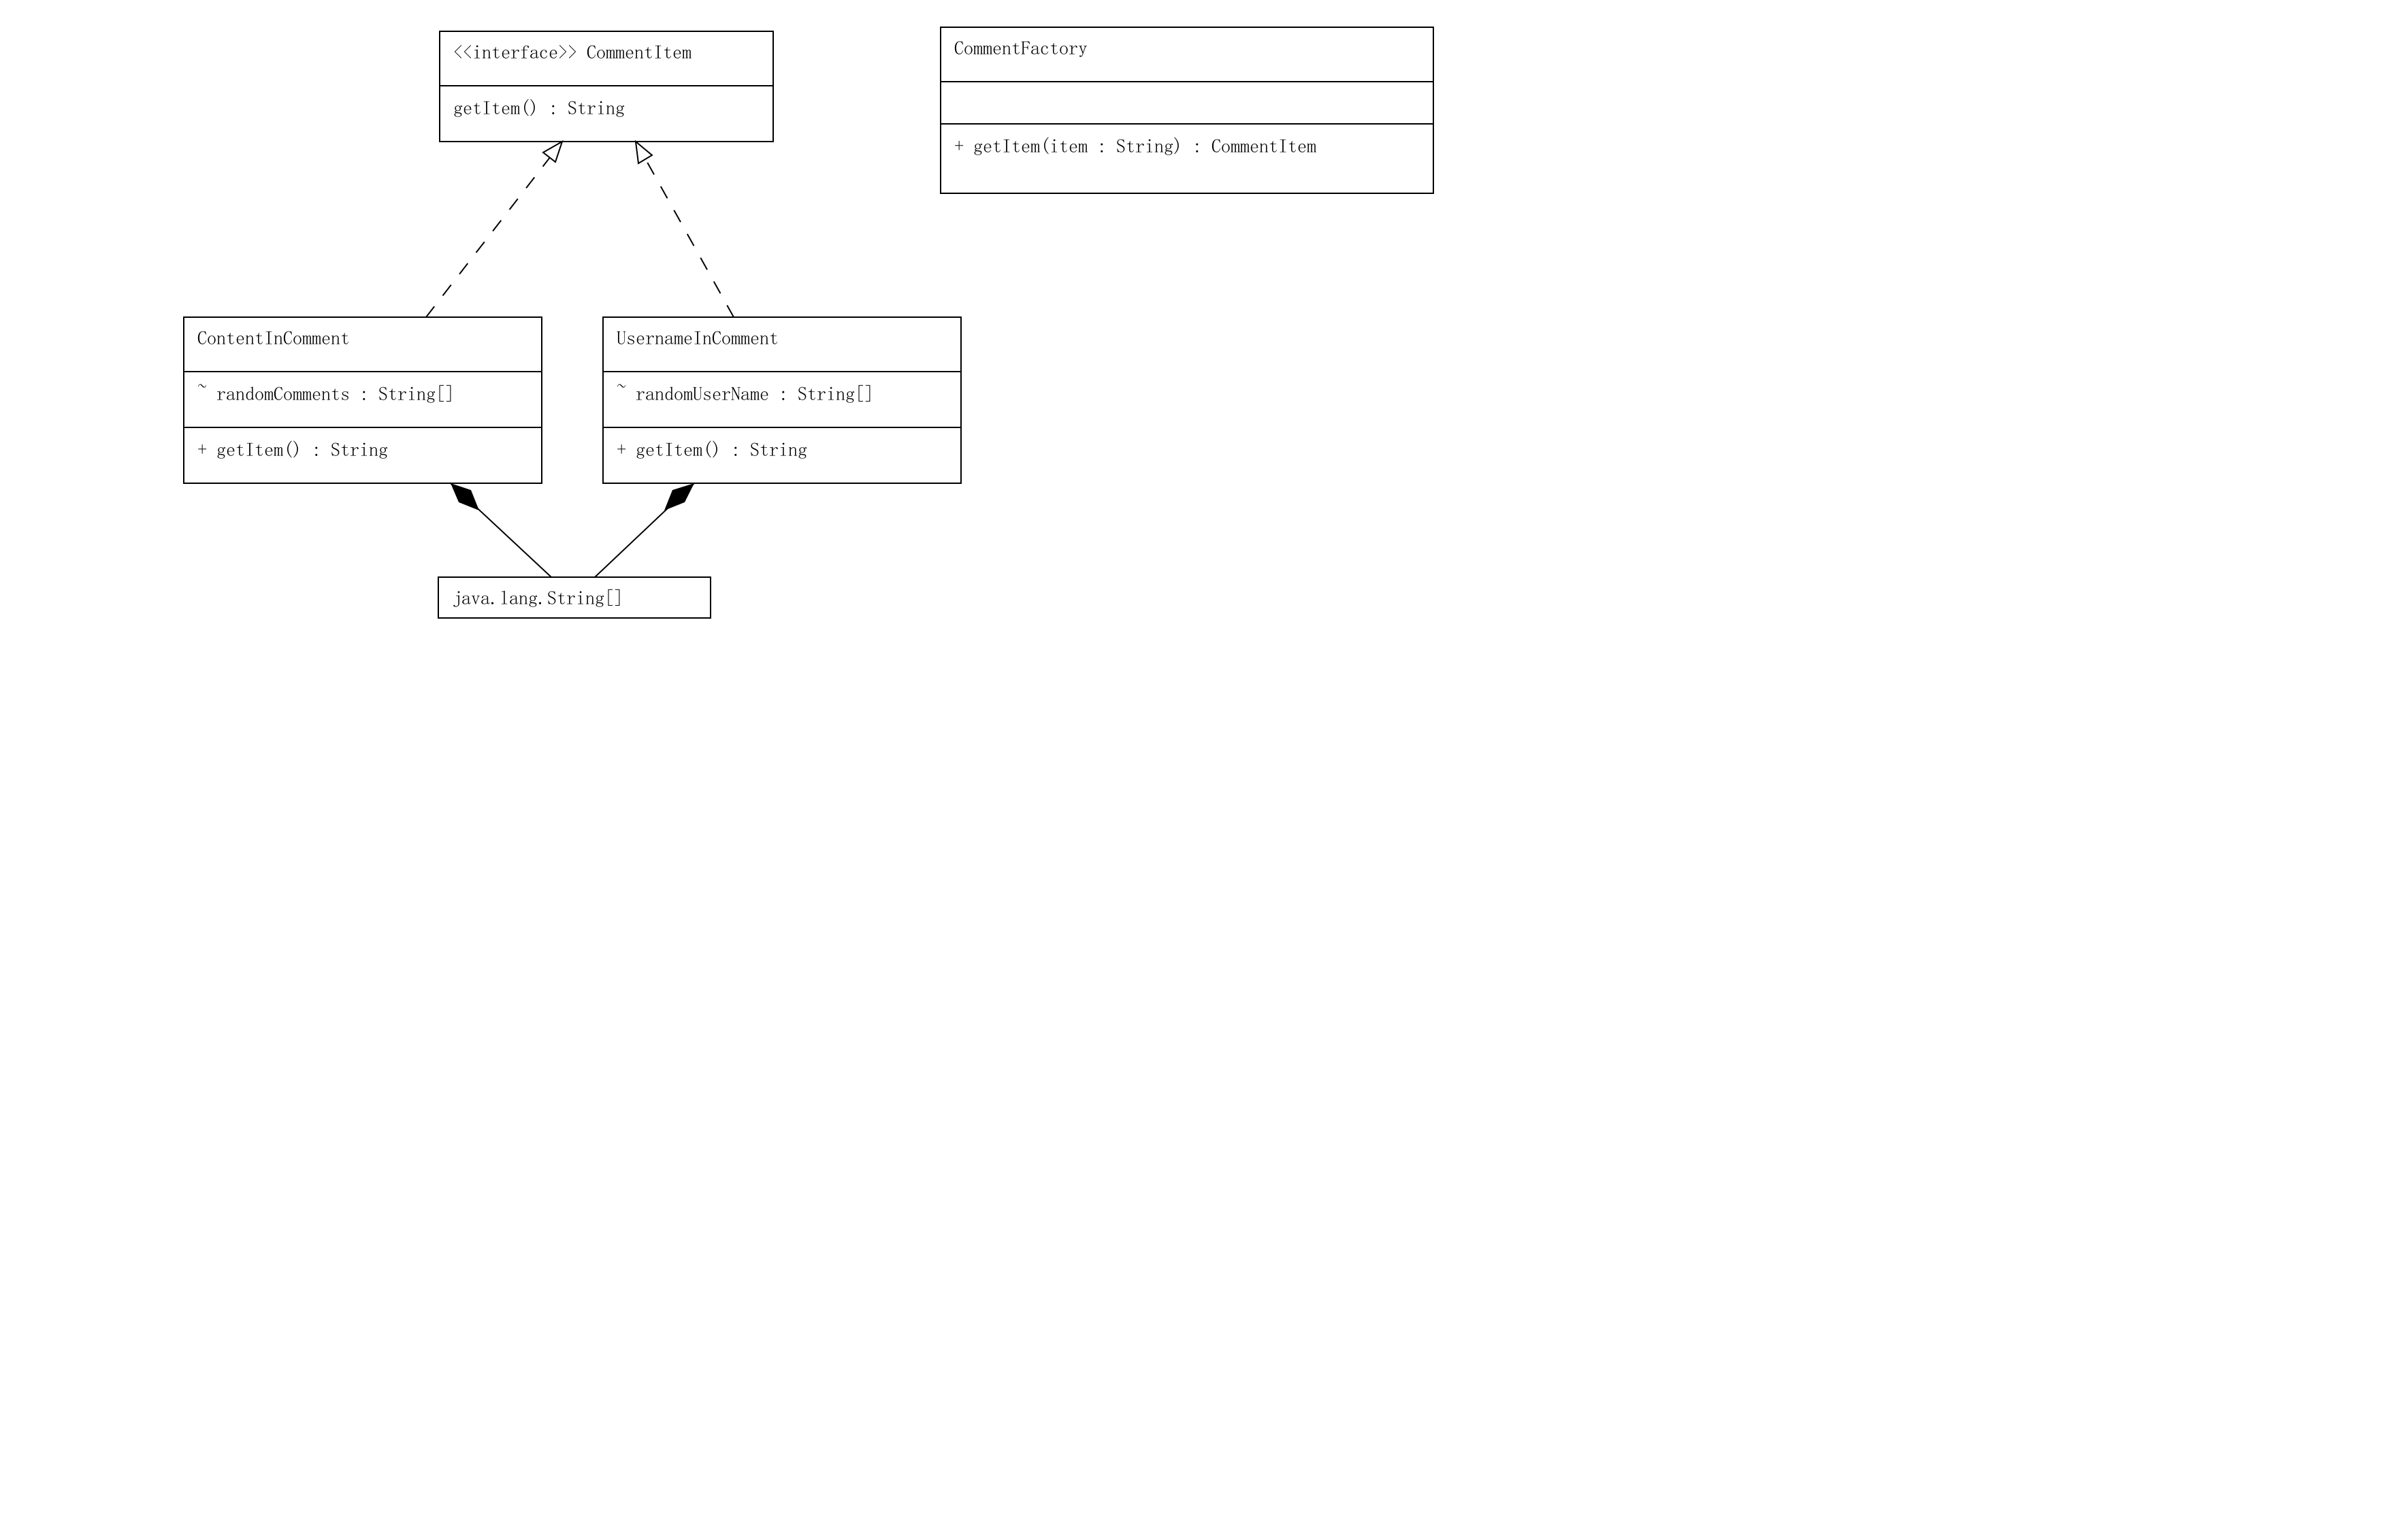 <<interface>> CommentItem
getItem() : String
CommentFactory
+ getItem(item : String) : CommentItem
ContentInComment
~ randomComments : String[]
+ getItem() : String
UsernameInComment
~ randomUserName : String[]
+ getItem() : String
java.lang.String[]